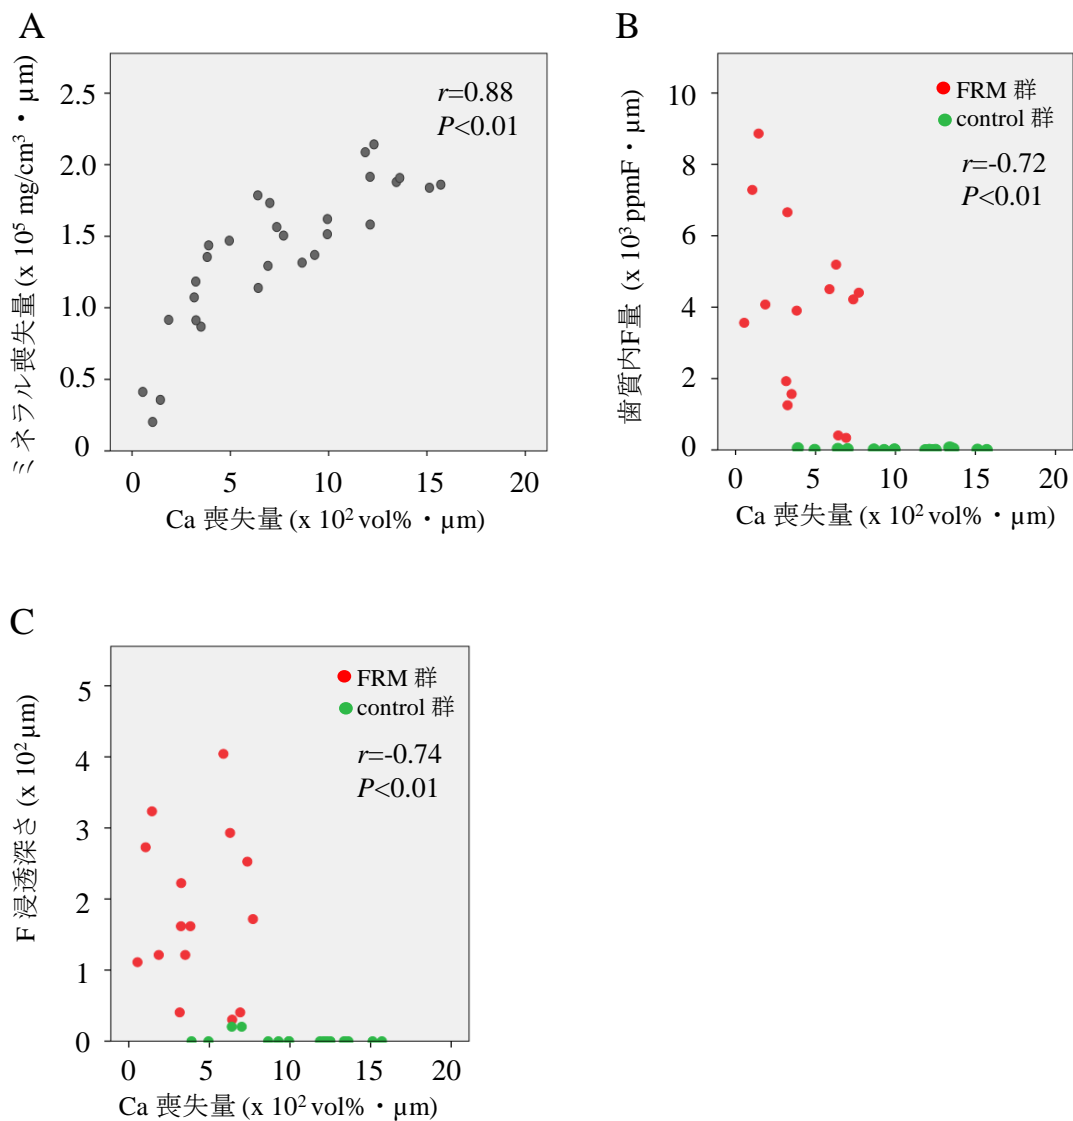 A
ミネラル喪失量 (x 10⁵ mg/cm³・μm)
2.5
2.0
1.5
1.0
0.5
0
r=0.88
P<0.01
0 5 10 15 20
Ca 喪失量 (x 10² vol%・μm)
B
歯質内F量 (x 10³ ppmF・μm)
10
8
6
4
2
0
FRM 群
control 群
r=-0.72
P<0.01
0 5 10 15 20
Ca 喪失量 (x 10² vol%・μm)
C
F 浸透深さ (x 10² μm)
5
4
3
2
1
0
FRM 群
control 群
r=-0.74
P<0.01
0 5 10 15 20
Ca 喪失量 (x 10² vol%・μm)